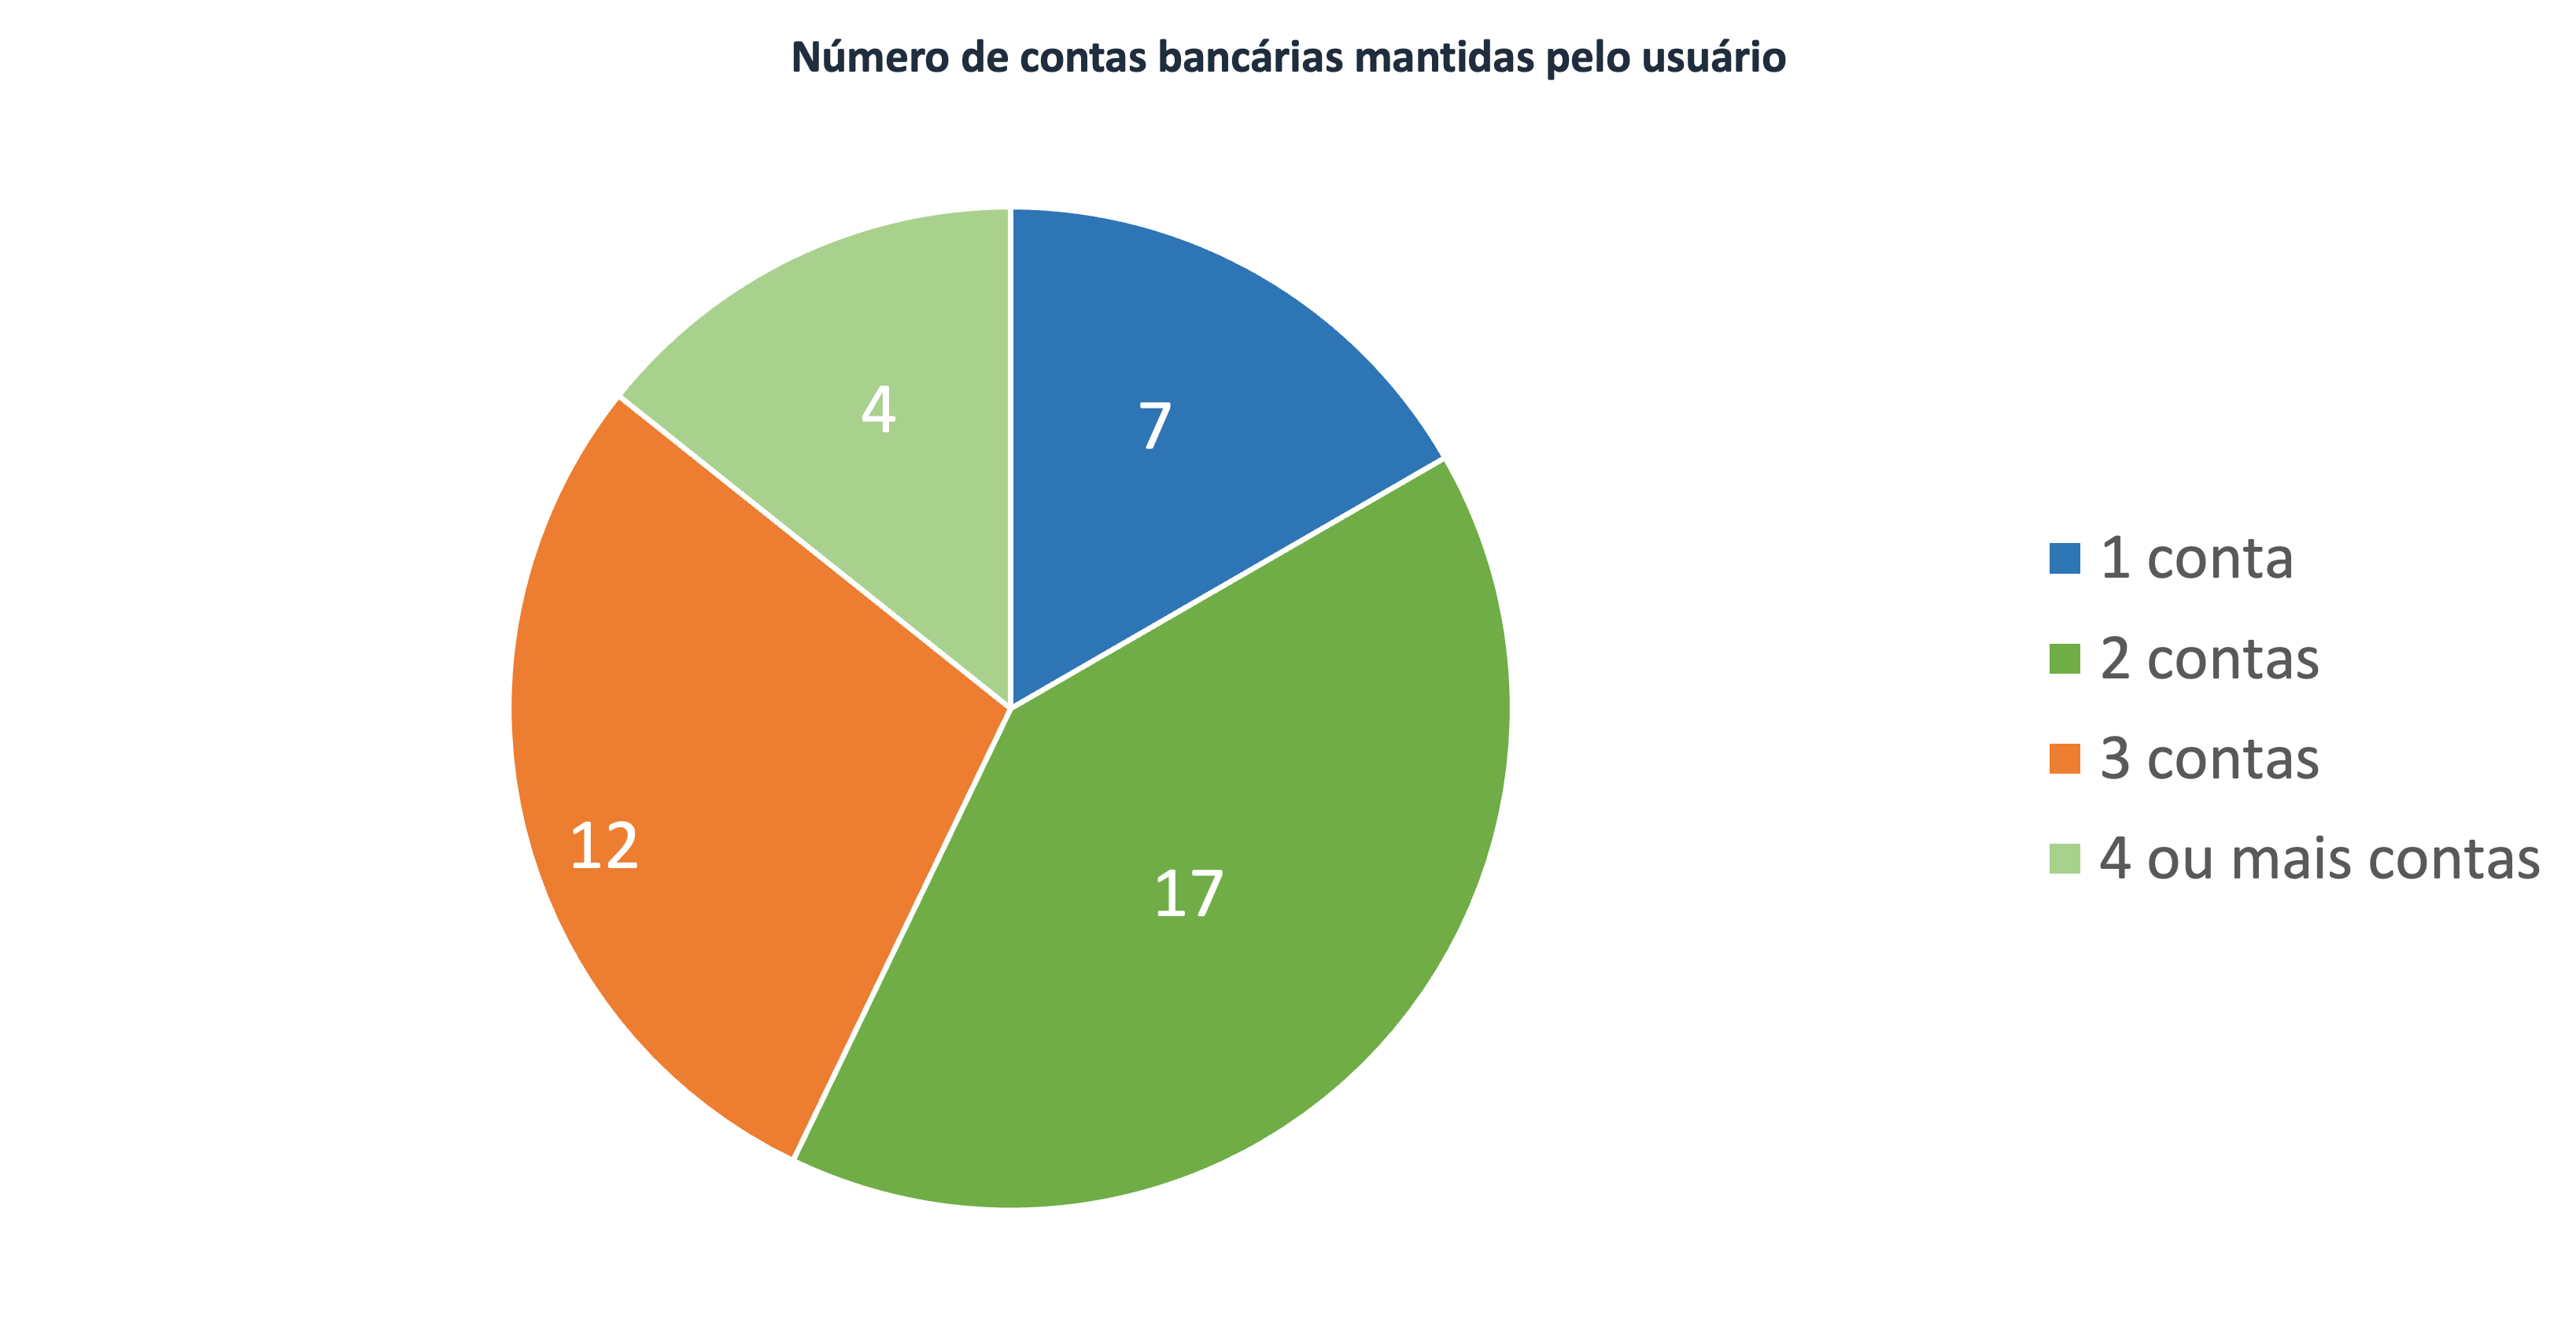 Número de contas bancárias mantidas pelo usuário
4
7
12
17
1 conta
2 contas
3 contas
4 ou mais contas